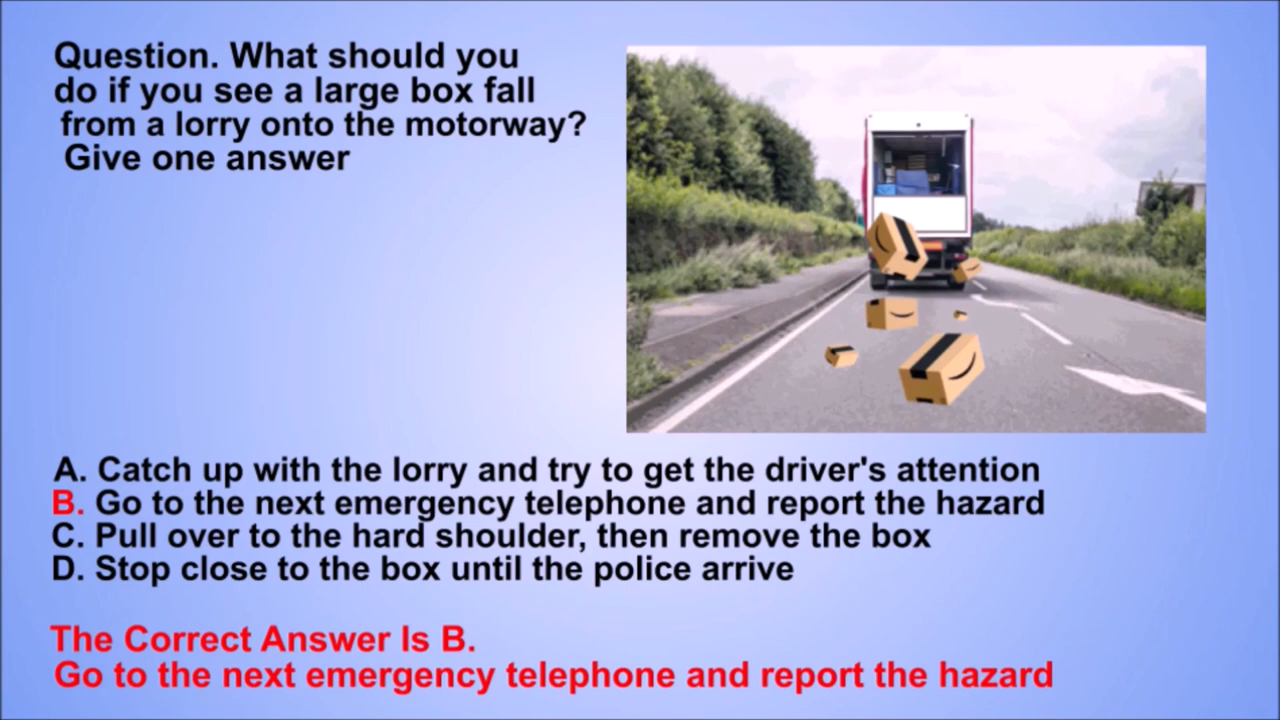 Question. What should you
do if you see a large box fall
from a lorry onto the motorway?
Give one answer
A. Catch up with the lorry and try to get the driver's attention
B. Go to the next emergency telephone and report the hazard
C. Pull over to the hard shoulder, then remove the box
D. Stop close to the box until the police arrive
The Correct Answer Is B.
Go to the next emergency telephone and report the hazard